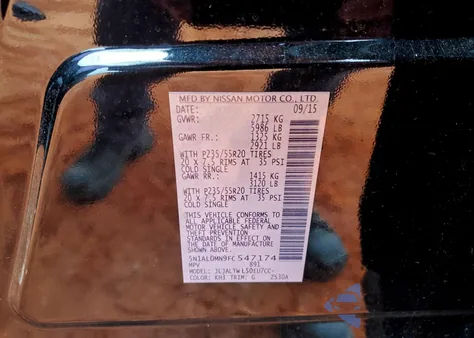 MFD BY NISSAN MOTOR CO., LTD.
DATE: 09/15
GVWR: 2715 KG
5986 LB
GAWR FR.: 1325 KG
2921 LB
WITH P235/55R20 TIRES
20 X 7.5 RIMS AT 35 PSI
COLD SINGLE
GAWR RR.: 1415 KG
3120 LB
WITH P235/55R20 TIRES
20 X 7.5 RIMS AT 35 PSI
COLD SINGLE
THIS VEHICLE CONFORMS TO
ALL APPLICABLE FEDERAL
MOTOR VEHICLE SAFETY
STANDARDS IN EFFECT ON
THE DATE OF MANUFACTURE
SHOWN ABOVE.
5N1AL0MN9FC547174
MPV 891
MODEL:
COLOR: KH1 TRIM: G 2530A